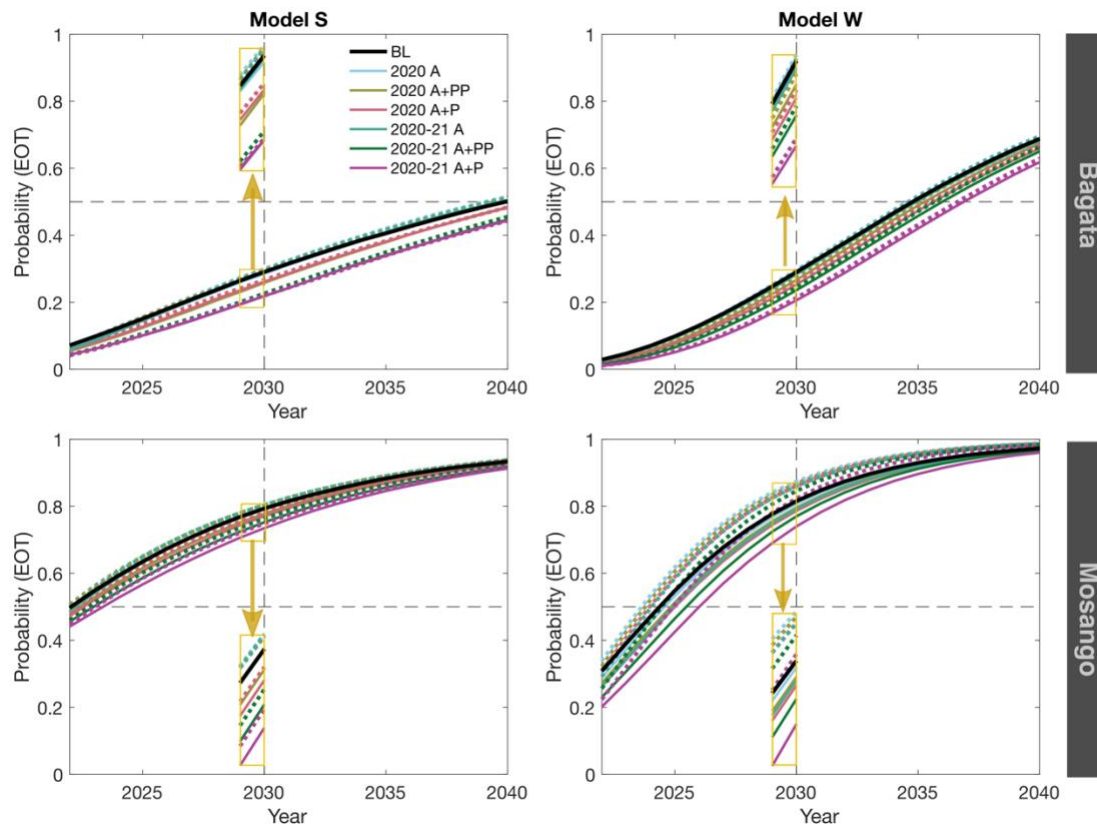 Model S
Model W
1
0.8
0.6
0.4
0.2
0
Probability (EOT)
BL
2020 A
2020 A+PP
2020 A+P
2020-21 A
2020-21 A+PP
2020-21 A+P
2025
2030
2035
2040
Year
1
0.8
0.6
0.4
0.2
0
Probability (EOT)
2025
2030
2035
2040
Year
Bagata
1
0.8
0.6
0.4
0.2
0
Probability (EOT)
2025
2030
2035
2040
Year
1
0.8
0.6
0.4
0.2
0
Probability (EOT)
2025
2030
2035
2040
Year
Mosango